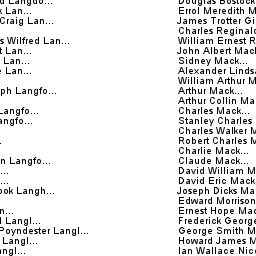 d Langdo...
Douglas Bostock
k Lan...
Errol Meredith M
Craig Lan...
James Trotter Gi
Charles Reginal
s Wilfred Lan...
William Ernest R
t Lan...
John Albert Mac
Lan...
Sidney Mack...
e Lan...
Alexander Linds
William Arthur M
ph Langfo...
Arthur Mack...
Arthur Collin Ma
Langfo...
Charles Mack...
angfo...
Stanley Charles
Charles Walker M
Robert Charles M
Charlie Mack...
n Langfo...
Claude Mack...
David William M
David Eric Mack
ook Langh...
Joseph Dicks Ma
Edward Morrison
n...
Ernest Hope Mac
l Langl...
Frederick George
Poyndester Langl...
George Smith M
Langl...
Howard James M
angl...
Ian Wallace Nico